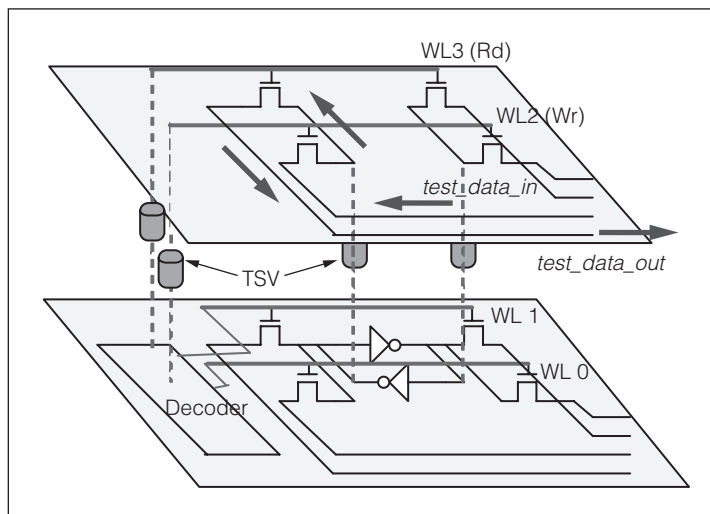 WL3 (Rd)
WL2 (Wr)
test_data_in
test_data_out
TSV
WL 1
WL 0
Decoder